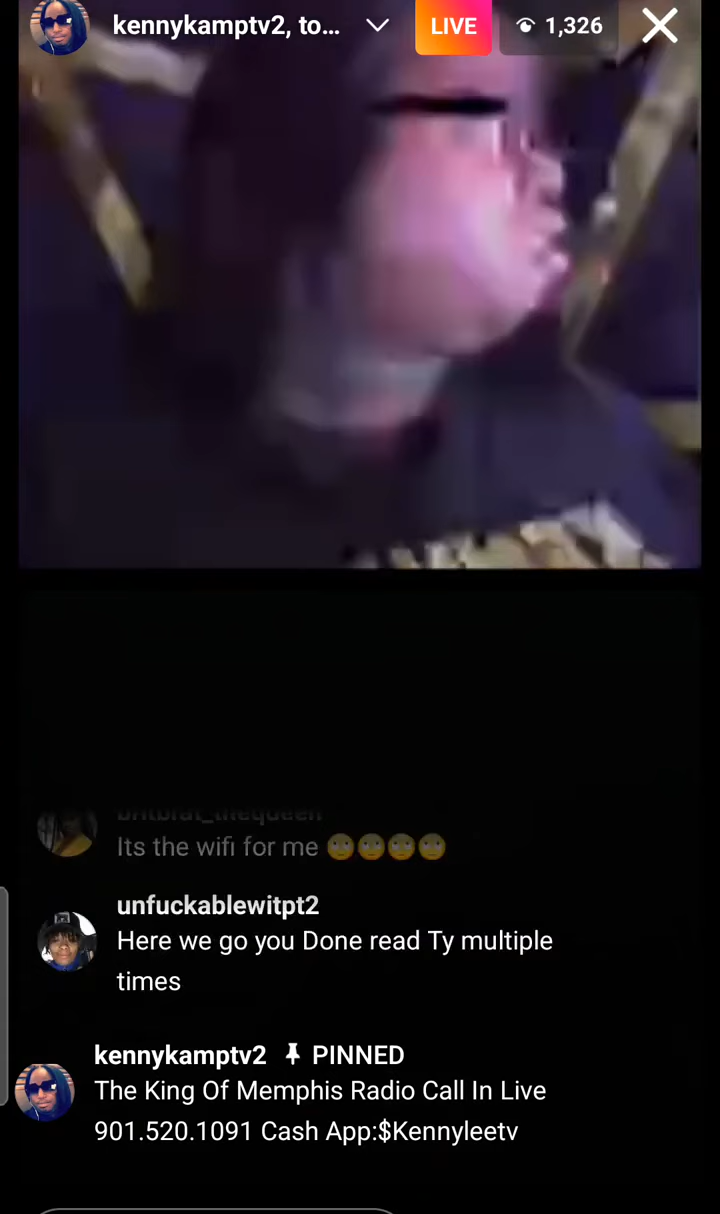 kennykamptv2, to...
LIVE
1,326
Its the wifi for me 🙄🙄🙄🙄
unfuckablewitpt2
Here we go you Done read Ty multiple
times
kennykamptv2 📌 PINNED
The King Of Memphis Radio Call In Live
901.520.1091 Cash App:$Kennyleetv